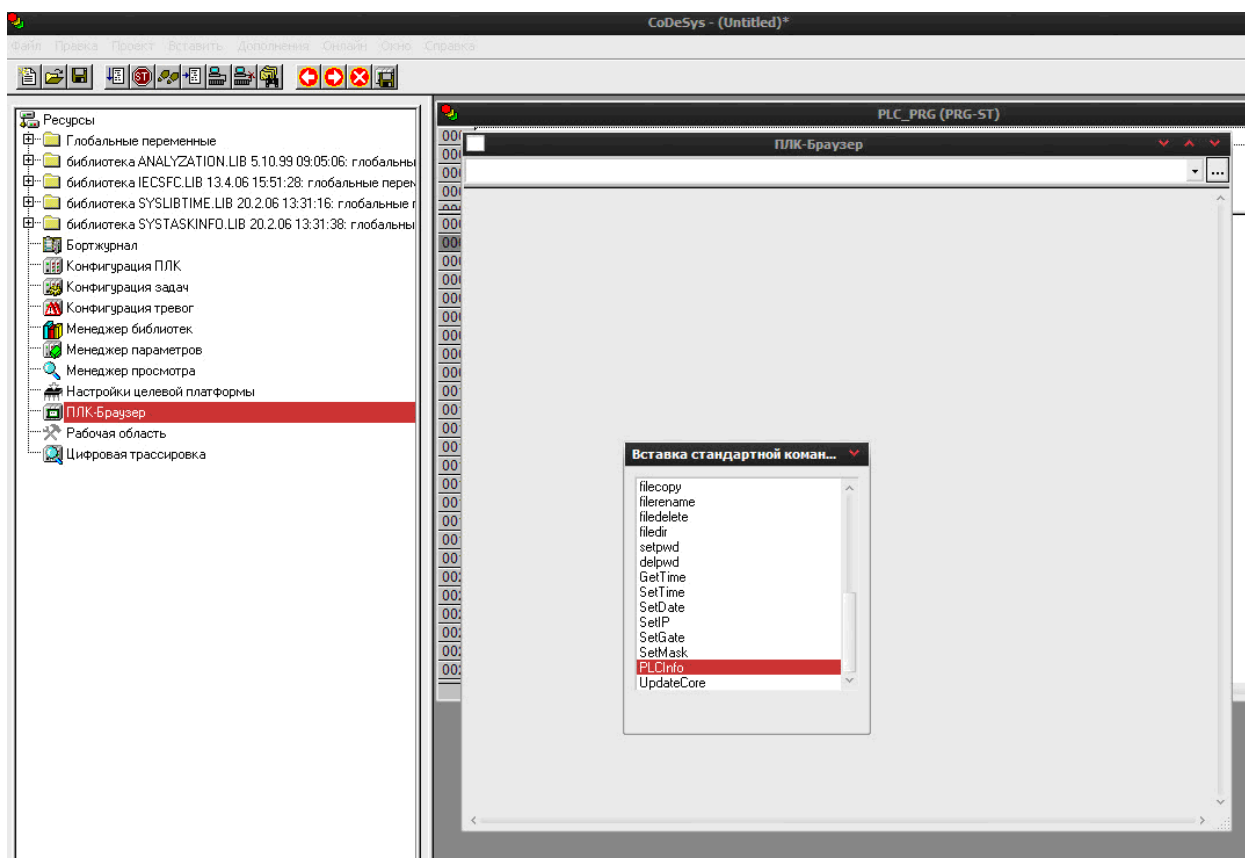 CoDeSys - (Untitled)*
Файл Правка Проект Вставить Дополнения Онлайн Окно Справка
Ресурсы
Глобальные переменные
библиотека ANALYZATION.LIB 5.10.99 09:05:06: глобальны
библиотека IECSFC.LIB 13.4.06 15:51:28: глобальные перем
библиотека SYSLIBTIME.LIB 20.2.06 13:31:16: глобальные г
библиотека SYSTASKINFO.LIB 20.2.06 13:31:38: глобальны
Бортжурнал
Конфигурация ПЛК
Конфигурация задач
Конфигурация тревог
Менеджер библиотек
Менеджер параметров
Менеджер просмотра
Настройки целевой платформы
ПЛК-Браузер
Рабочая область
Цифровая трассировка
PLC_PRG (PRG-ST)
ПЛК-Браузер
...
Вставка стандартной коман...
filecopy
filerename
filedelete
filedir
setpwd
delpwd
GetTime
SetTime
SetDate
SetIP
SetGate
SetMask
PLCInfo
UpdateCore